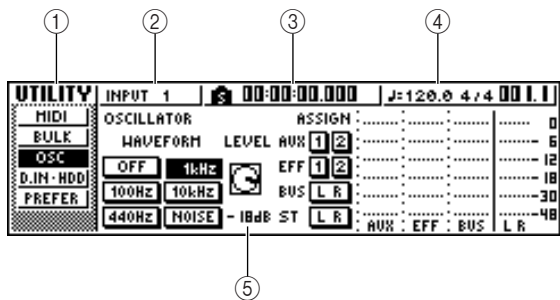 ① ② ③ ④
UTILITY INPUT 1 S 00:00:00.000 ♩=120.0 4/4 001.1
MIDI
BULK
OSC
D.IN·HDD
PREFER
OSCILLATOR ASSIGN
WAVEFORM LEVEL AUX 1 2
OFF 1kHz EFF 1 2
100Hz 10kHz BUS L R
440Hz NOISE -18dB ST L R
0
6
12
18
30
48
AUX EFF BUS L R
⑤